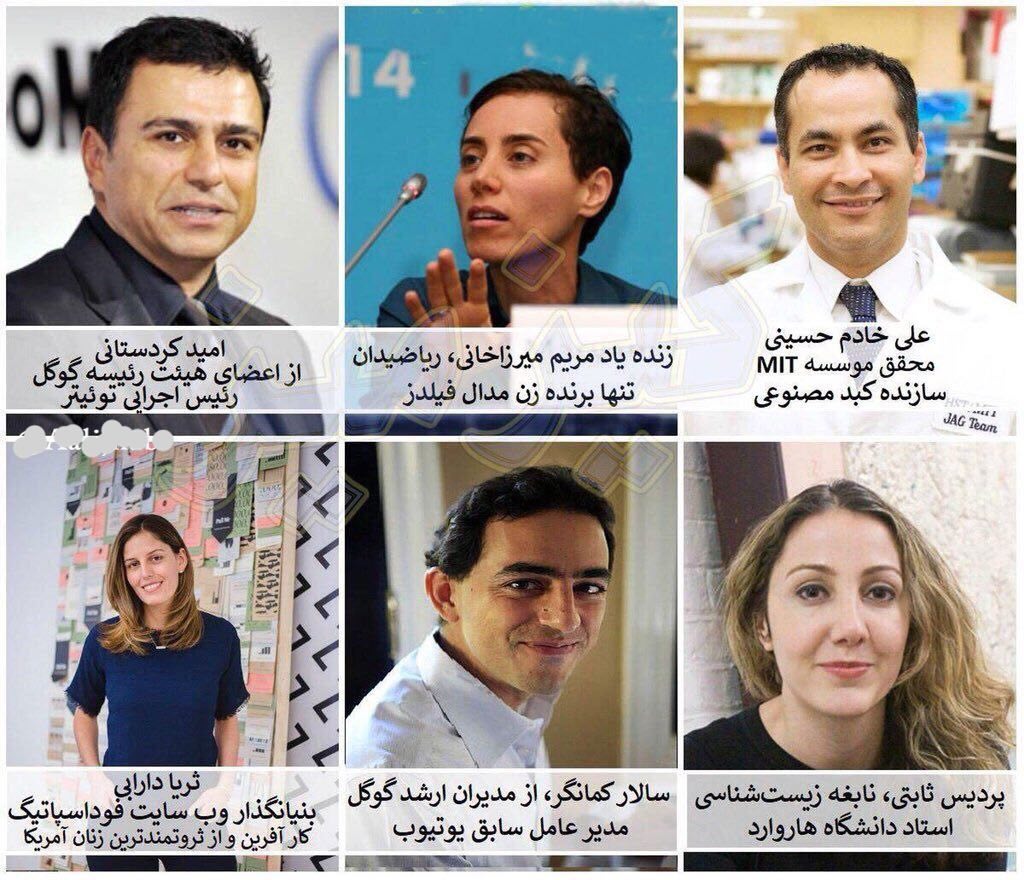 14
امید کردستانی
از اعضای هیئت رئیسه گوگل
رئیس اجرایی توئیتر
زنده یاد مریم میرزاخانی، ریاضیدان
تنها برنده زن مدال فیلدز
علی خادم حسینی
محقق موسسه MIT
سازنده کبد مصنوعی
JAG Team
ثریا دارابی
بنیانگذار وب سایت فوداسپاتیگ
کار آفرین و از ثروتمندترین زنان آمریکا
سالار کمانگر، از مدیران ارشد گوگل
مدیر عامل سابق یوتیوب
پردیس ثابتی، نابغه زیست‌شناسی
استاد دانشگاه هاروارد